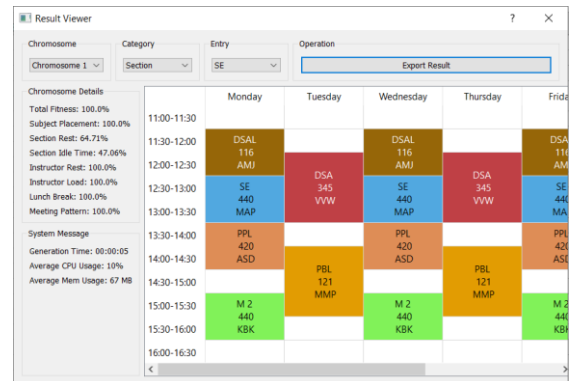 Result Viewer
Chromosome Category Entry Operation
Chromosome 1 Section SE Export Result
Chromosome Details
Total Fitness: 100.0%
Subject Placement: 100.0%
Section Rest: 64.71%
Section Idle Time: 47.06%
Instructor Rest: 100.0%
Instructor Load: 100.0%
Lunch Break: 100.0%
Meeting Pattern: 100.0%
System Message
Generation Time: 00:00:05
Average CPU Usage: 10%
Average Mem Usage: 67 MB
Monday Tuesday Wednesday Thursday Frida
11:00-11:30
11:30-12:00
12:00-12:30
12:30-13:00
13:00-13:30
13:30-14:00
14:00-14:30
14:30-15:00
15:00-15:30
15:30-16:00
16:00-16:30
DSAL
116
AMJ
SE
440
MAP
PPL
420
ASD
M 2
440
KBK
DSA
345
VVW
PBL
121
MMP
DSAL
116
AMJ
SE
440
MAP
PPL
420
ASD
M 2
440
KBK
DSA
345
VVW
PBL
121
MMP
DSA
116
AM
SE
440
MAP
PPL
420
ASD
M 2
440
KBK